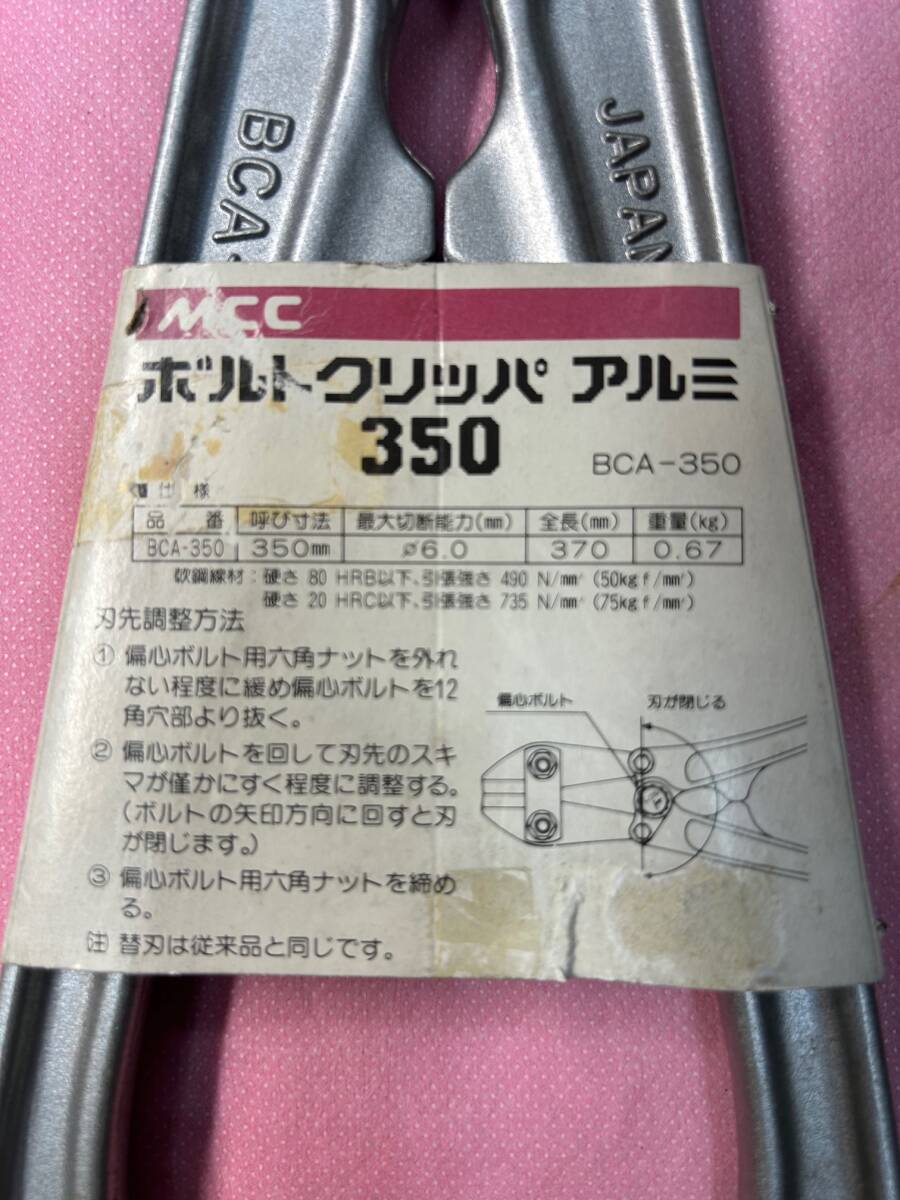 BCA-
JAPAN
MCC
ボルトクリッパ アルミ
350
BCA-350
仕様
品番 呼び寸法 最大切断能力(mm) 全長(mm) 重量(kg)
BCA-350 350mm ø6.0 370 0.67
軟鋼線材：硬さ 80 HRB以下、引張強さ 490 N/mm² (50kgf/mm²)
硬さ 20 HRC以下、引張強さ 735 N/mm² (75kgf/mm²)
刃先調整方法
① 偏心ボルト用六角ナットを外れ
ない程度に緩め偏心ボルトを12
角穴部より抜く。
② 偏心ボルトを回して刃先のスキ
マが僅かにすく程度に調整する。
(ボルトの矢印方向に回すと刃
が閉じます。)
③ 偏心ボルト用六角ナットを締め
る。
注 替刃は従来品と同じです。
偏心ボルト
刃が閉じる